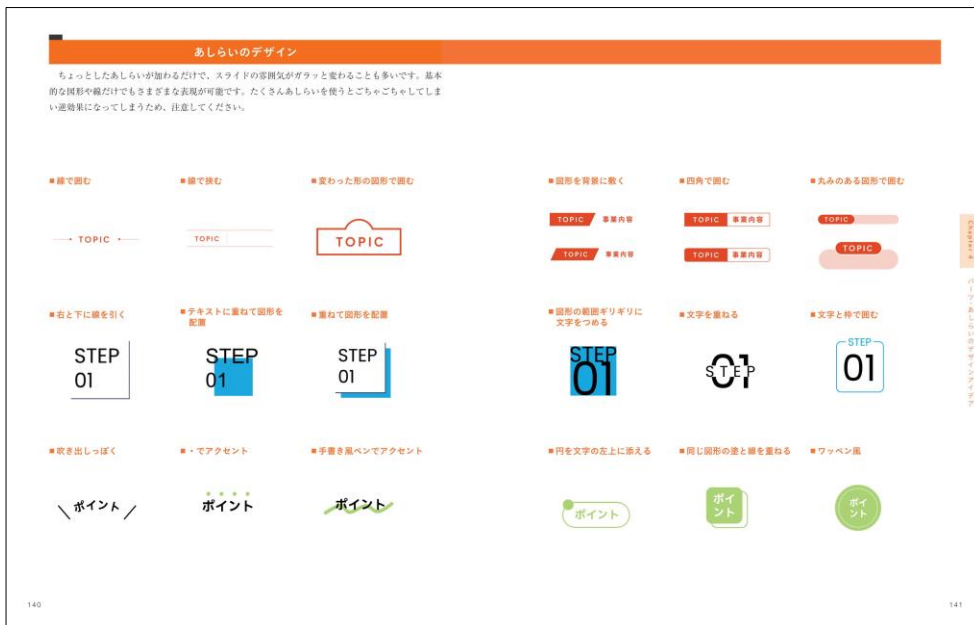 あしらいのデザイン
ちょっとしたあしらいが加わるだけで、スライドの雰囲気がガラッと変わることも多いです。基本
的な図形や線だけでもさまざまな表現が可能です。たくさんあしらいを使うとごちゃごちゃしてしま
い逆効果になってしまうため、注意してください。
■線で囲む
TOPIC
■線で挟む
TOPIC
■変わった形の図形で囲む
TOPIC
■右と下に線を引く
STEP
01
■テキストに重ねて図形を
配置
STEP
01
■重ねて図形を配置
STEP
01
■吹き出しっぽく
\ ポイント /
■・でアクセント
ポイント
■手書き風ペンでアクセント
ポイント
140
■図形を背景に敷く
TOPIC 事業内容
TOPIC 事業内容
■四角で囲む
TOPIC 事業内容
TOPIC 事業内容
■丸みのある図形で囲む
TOPIC
TOPIC
■図形の範囲ギリギリに
文字をつめる
STEP
01
■文字を重ねる
01
STEP
■文字と枠で囲む
STEP
01
■円を文字の左上に添える
ポイント
■同じ図形の塗と線を重ねる
ポイ
ント
■ワッペン風
ポイ
ント
Chapter 4
パーツ・あしらいのデザインアイデア
141